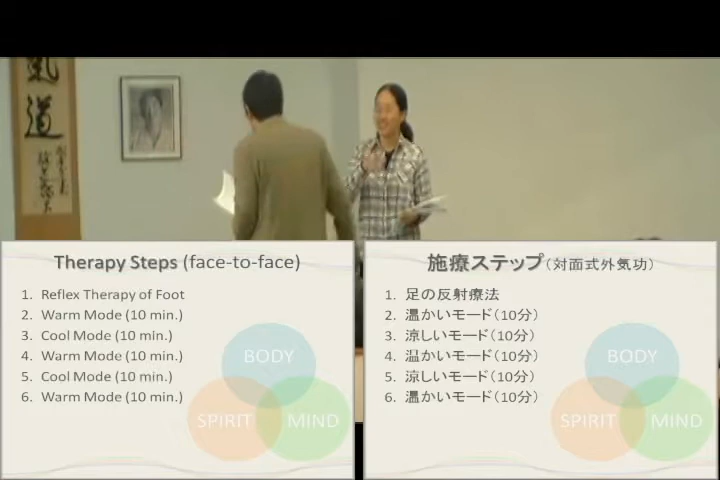 氣
道
Therapy Steps (face-to-face)
1. Reflex Therapy of Foot
2. Warm Mode (10 min.)
3. Cool Mode (10 min.)
4. Warm Mode (10 min.)
5. Cool Mode (10 min.)
6. Warm Mode (10 min.)
BODY
SPIRIT
MIND
施療ステップ(対面式外気功)
1. 足の反射療法
2. 温かいモード(10分)
3. 涼しいモード(10分)
4. 温かいモード(10分)
5. 涼しいモード(10分)
6. 温かいモード(10分)
BODY
SPIRIT
MIND